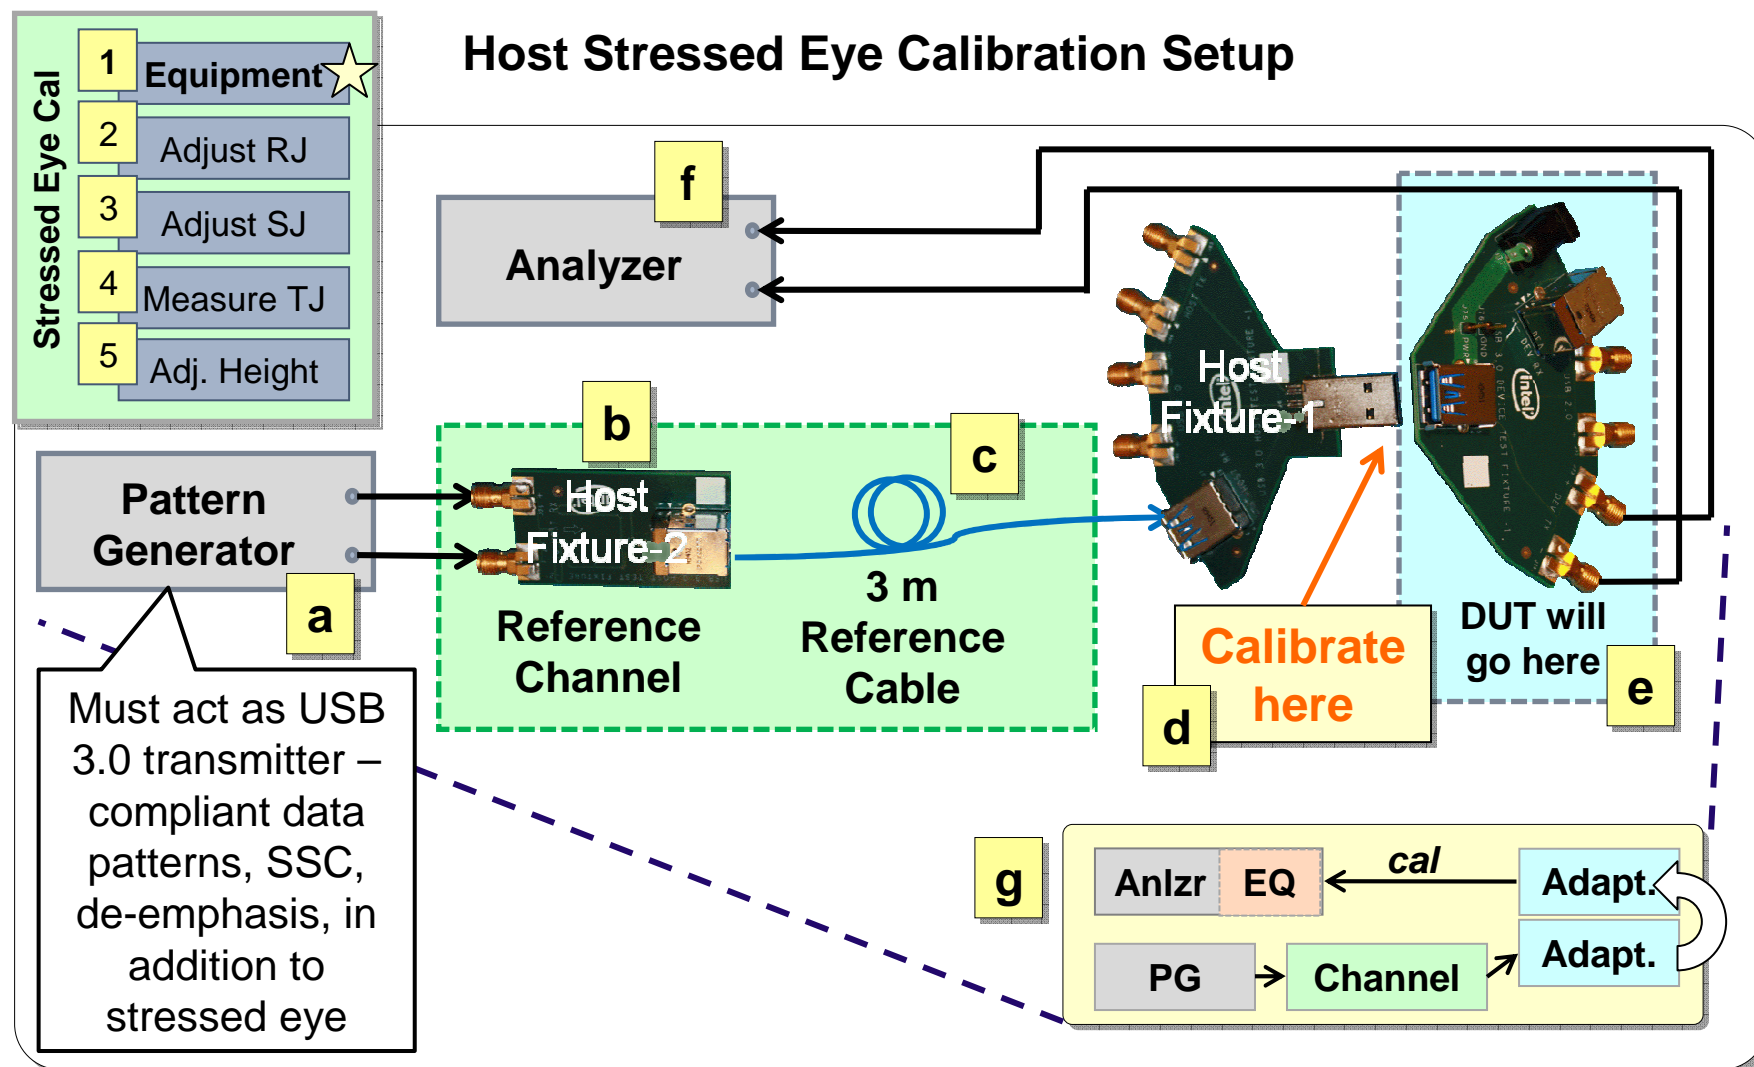 Host Stressed Eye Calibration Setup
Stressed Eye Cal
1
Equipment
2
Adjust RJ
3
Adjust SJ
4
Measure TJ
5
Adj. Height
f
Analyzer
Pattern
Generator
a
b
Host
Fixture-2
Reference
Channel
c
3 m
Reference
Cable
Host
Fixture-1
intel
Calibrate
here
d
DUT will
go here
e
Must act as USB
3.0 transmitter –
compliant data
patterns, SSC,
de-emphasis, in
addition to
stressed eye
g
Anlzr
EQ
cal
Adapt.
PG
Channel
Adapt.